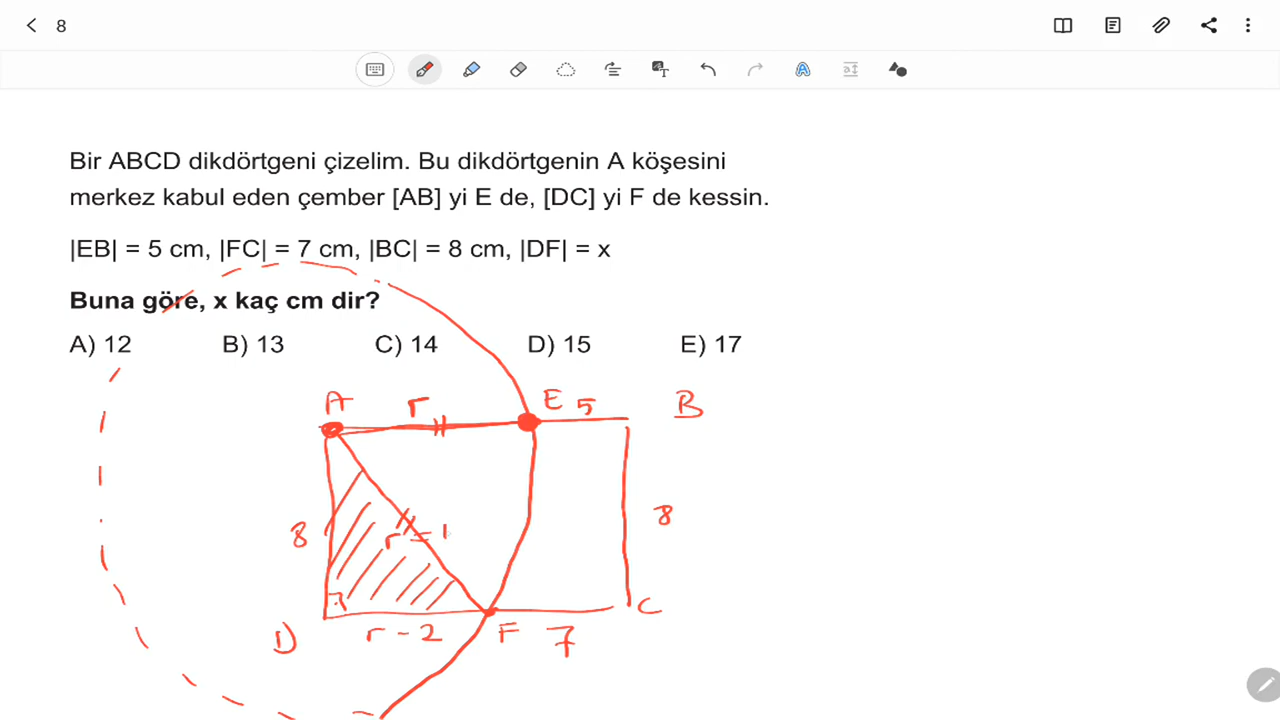 8
Bir ABCD dikdörtgeni çizelim. Bu dikdörtgenin A köşesini
merkez kabul eden çember [AB] yi E de, [DC] yi F de kessin.
|EB| = 5 cm, |FC| = 7 cm, |BC| = 8 cm, |DF| = x
Buna göre, x kaç cm dir?
A) 12 B) 13 C) 14 D) 15 E) 17
A r E 5 B
8 r = 1 8
D r - 2 F 7 C